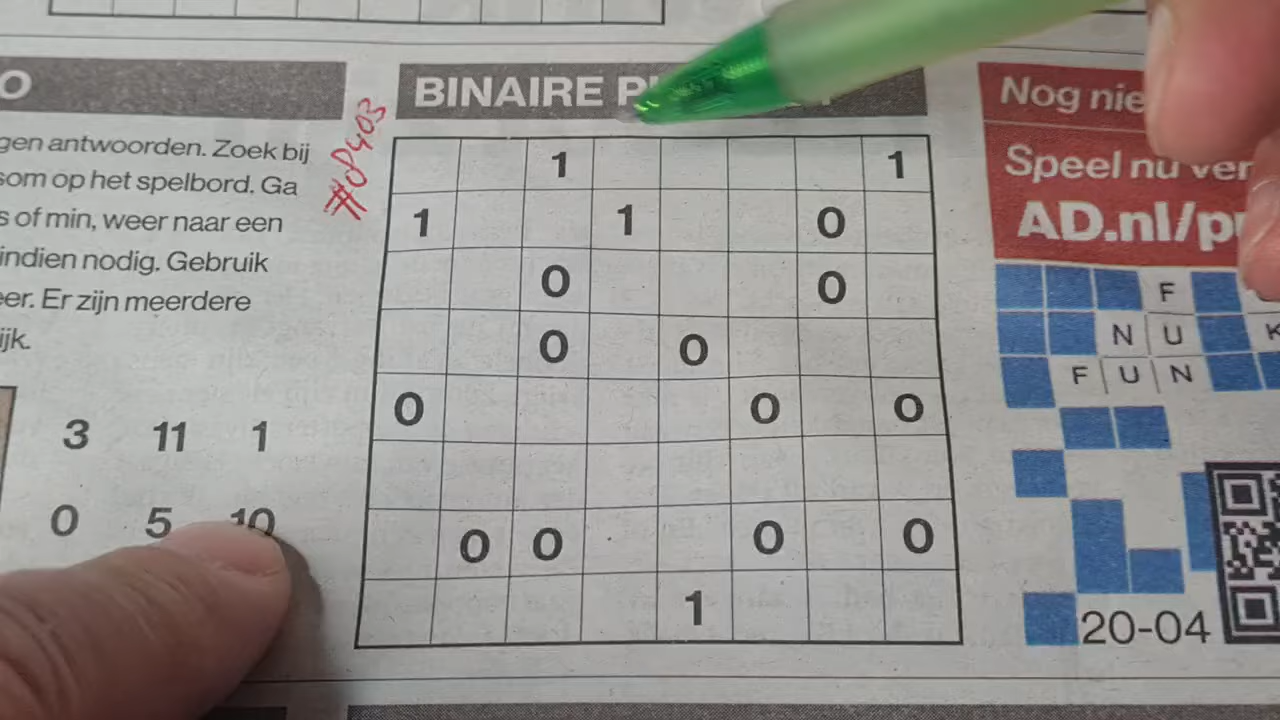 O
gen antwoorden. Zoek bij
som op het spelbord. Ga
s of min, weer naar een
indien nodig. Gebruik
eer. Er zijn meerdere
ijk.
3 11 1
0 5 10
#0P403
BINAIRE P
1 1
1 1 0
0 0
0 0
0 0 0
0 0 0 0
1
Nog nie
Speel nu ver
AD.nl/pu
F
N U K
F U N
20-04